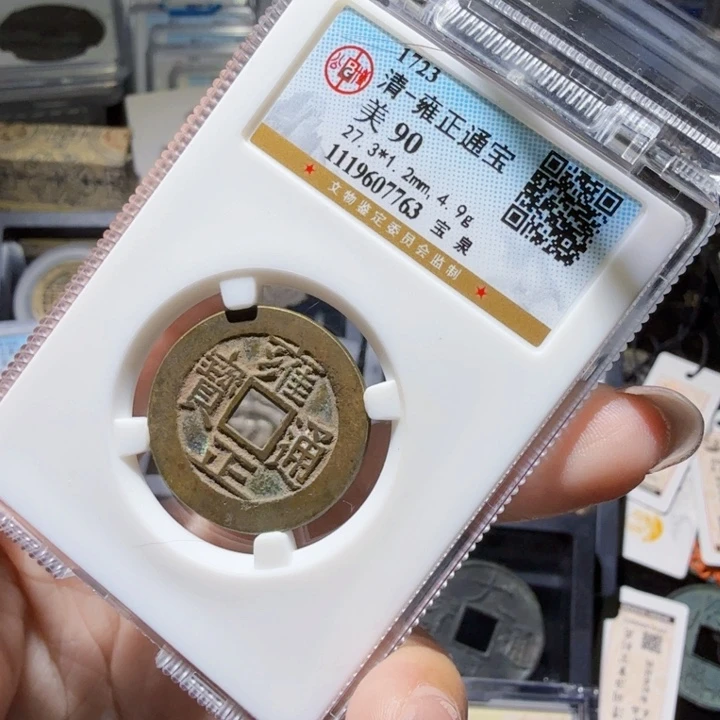 1723
清-雍正通宝
美 90
27.3*1.2mm, 4.9g
1119607763 宝 泉
★ 文物鉴定委员会监制 ★
雍正通寳